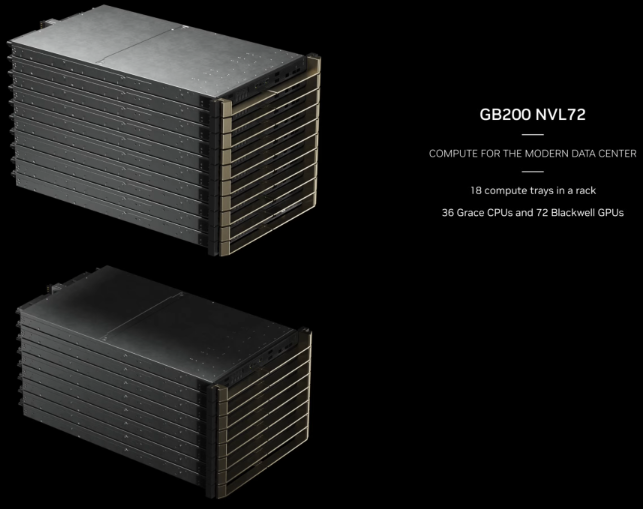 GB200 NVL72
COMPUTE FOR THE MODERN DATA CENTER
18 compute trays in a rack
36 Grace CPUs and 72 Blackwell GPUs